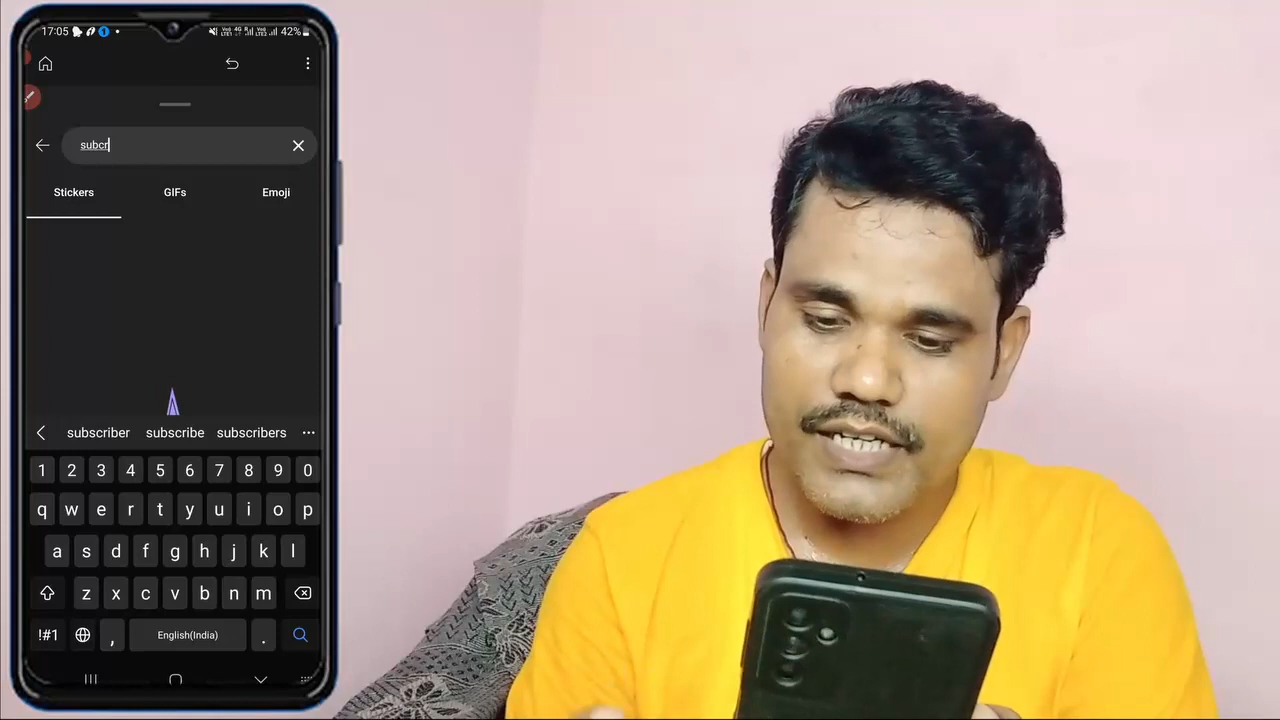 17:05 42%
subcr
Stickers GIFs Emoji
subscriber subscribe subscribers
1 2 3 4 5 6 7 8 9 0
q w e r t y u i o p
a s d f g h j k l
z x c v b n m
!#1 , English(India) .